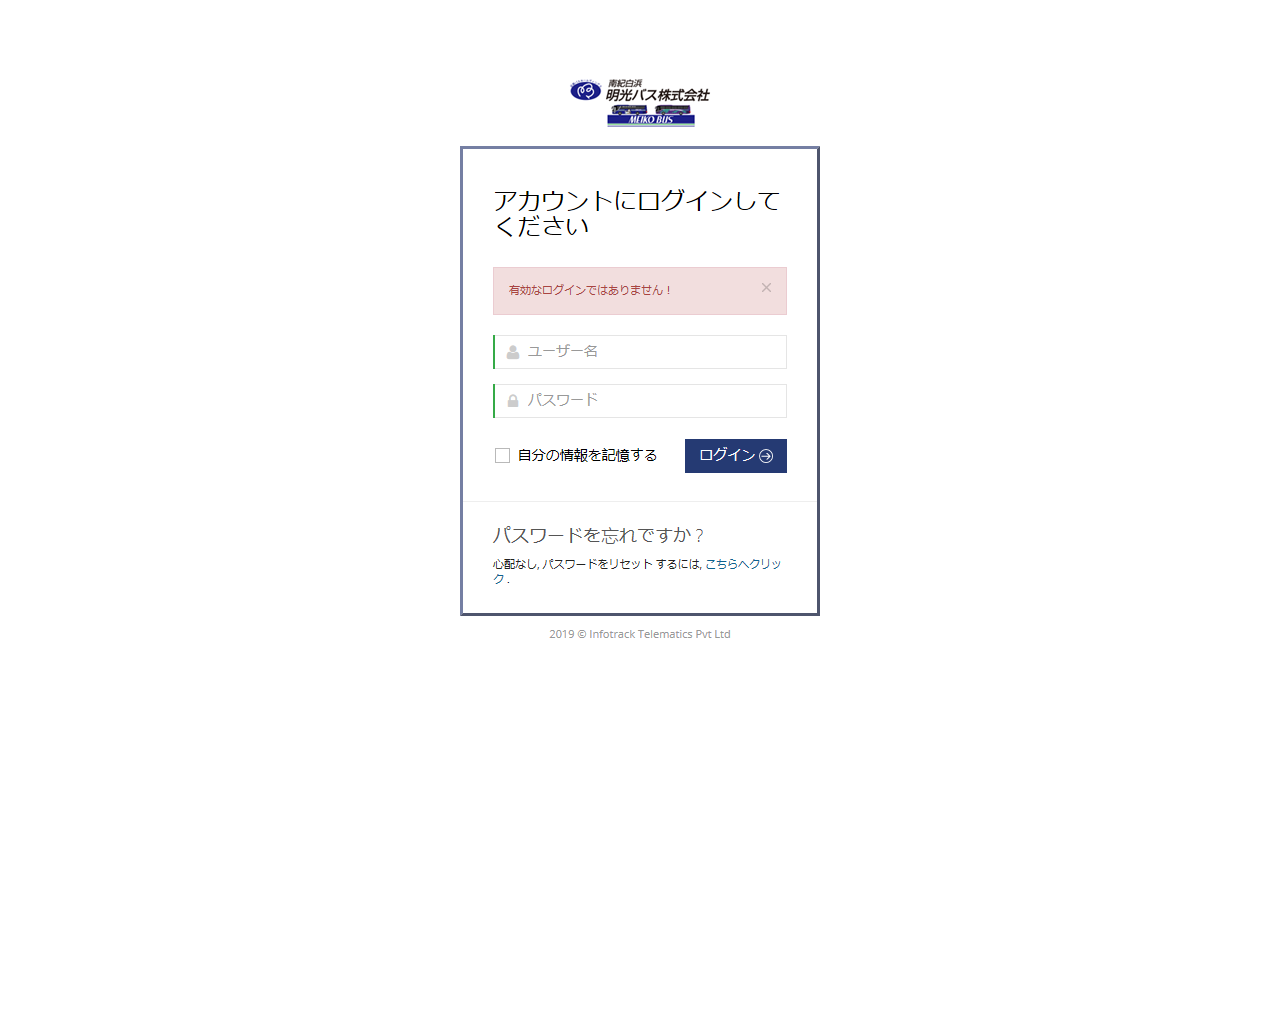 南紀白浜
明光バス株式会社
MEIKO BUS
アカウントにログインして
ください
有効なログインではありません！
×
ユーザー名
パスワード
自分の情報を記憶する
ログイン
パスワードを忘れですか？
心配なし, パスワードをリセット するには, こちらへクリッ
ク .
2019 © Infotrack Telematics Pvt Ltd